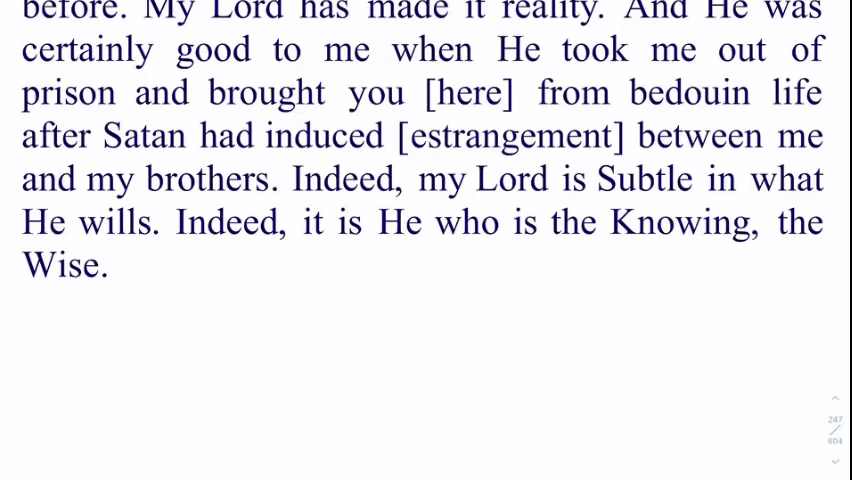 before. My Lord has made it reality. And He was
certainly good to me when He took me out of
prison and brought you [here] from bedouin life
after Satan had induced [estrangement] between me
and my brothers. Indeed, my Lord is Subtle in what
He wills. Indeed, it is He who is the Knowing, the
Wise.
247
/
604